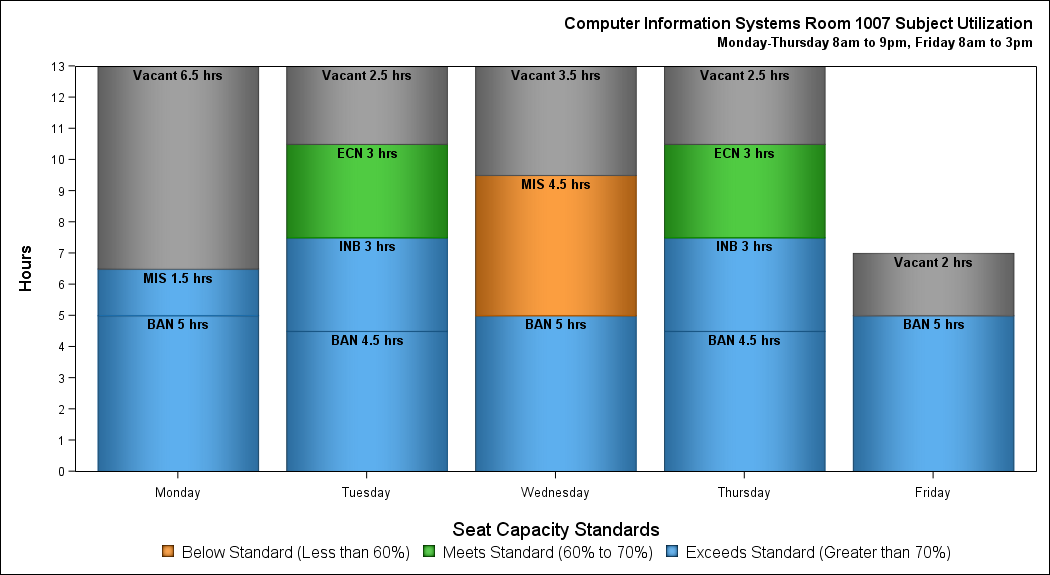 Computer Information Systems Room 1007 Subject Utilization
Monday-Thursday 8am to 9pm, Friday 8am to 3pm
Hours
13
12
11
10
9
8
7
6
5
4
3
2
1
0
Vacant 6.5 hrs
MIS 1.5 hrs
BAN 5 hrs
Vacant 2.5 hrs
ECN 3 hrs
INB 3 hrs
BAN 4.5 hrs
Vacant 3.5 hrs
MIS 4.5 hrs
BAN 5 hrs
Vacant 2.5 hrs
ECN 3 hrs
INB 3 hrs
BAN 4.5 hrs
Vacant 2 hrs
BAN 5 hrs
Monday Tuesday Wednesday Thursday Friday
Seat Capacity Standards
Below Standard (Less than 60%) Meets Standard (60% to 70%) Exceeds Standard (Greater than 70%)